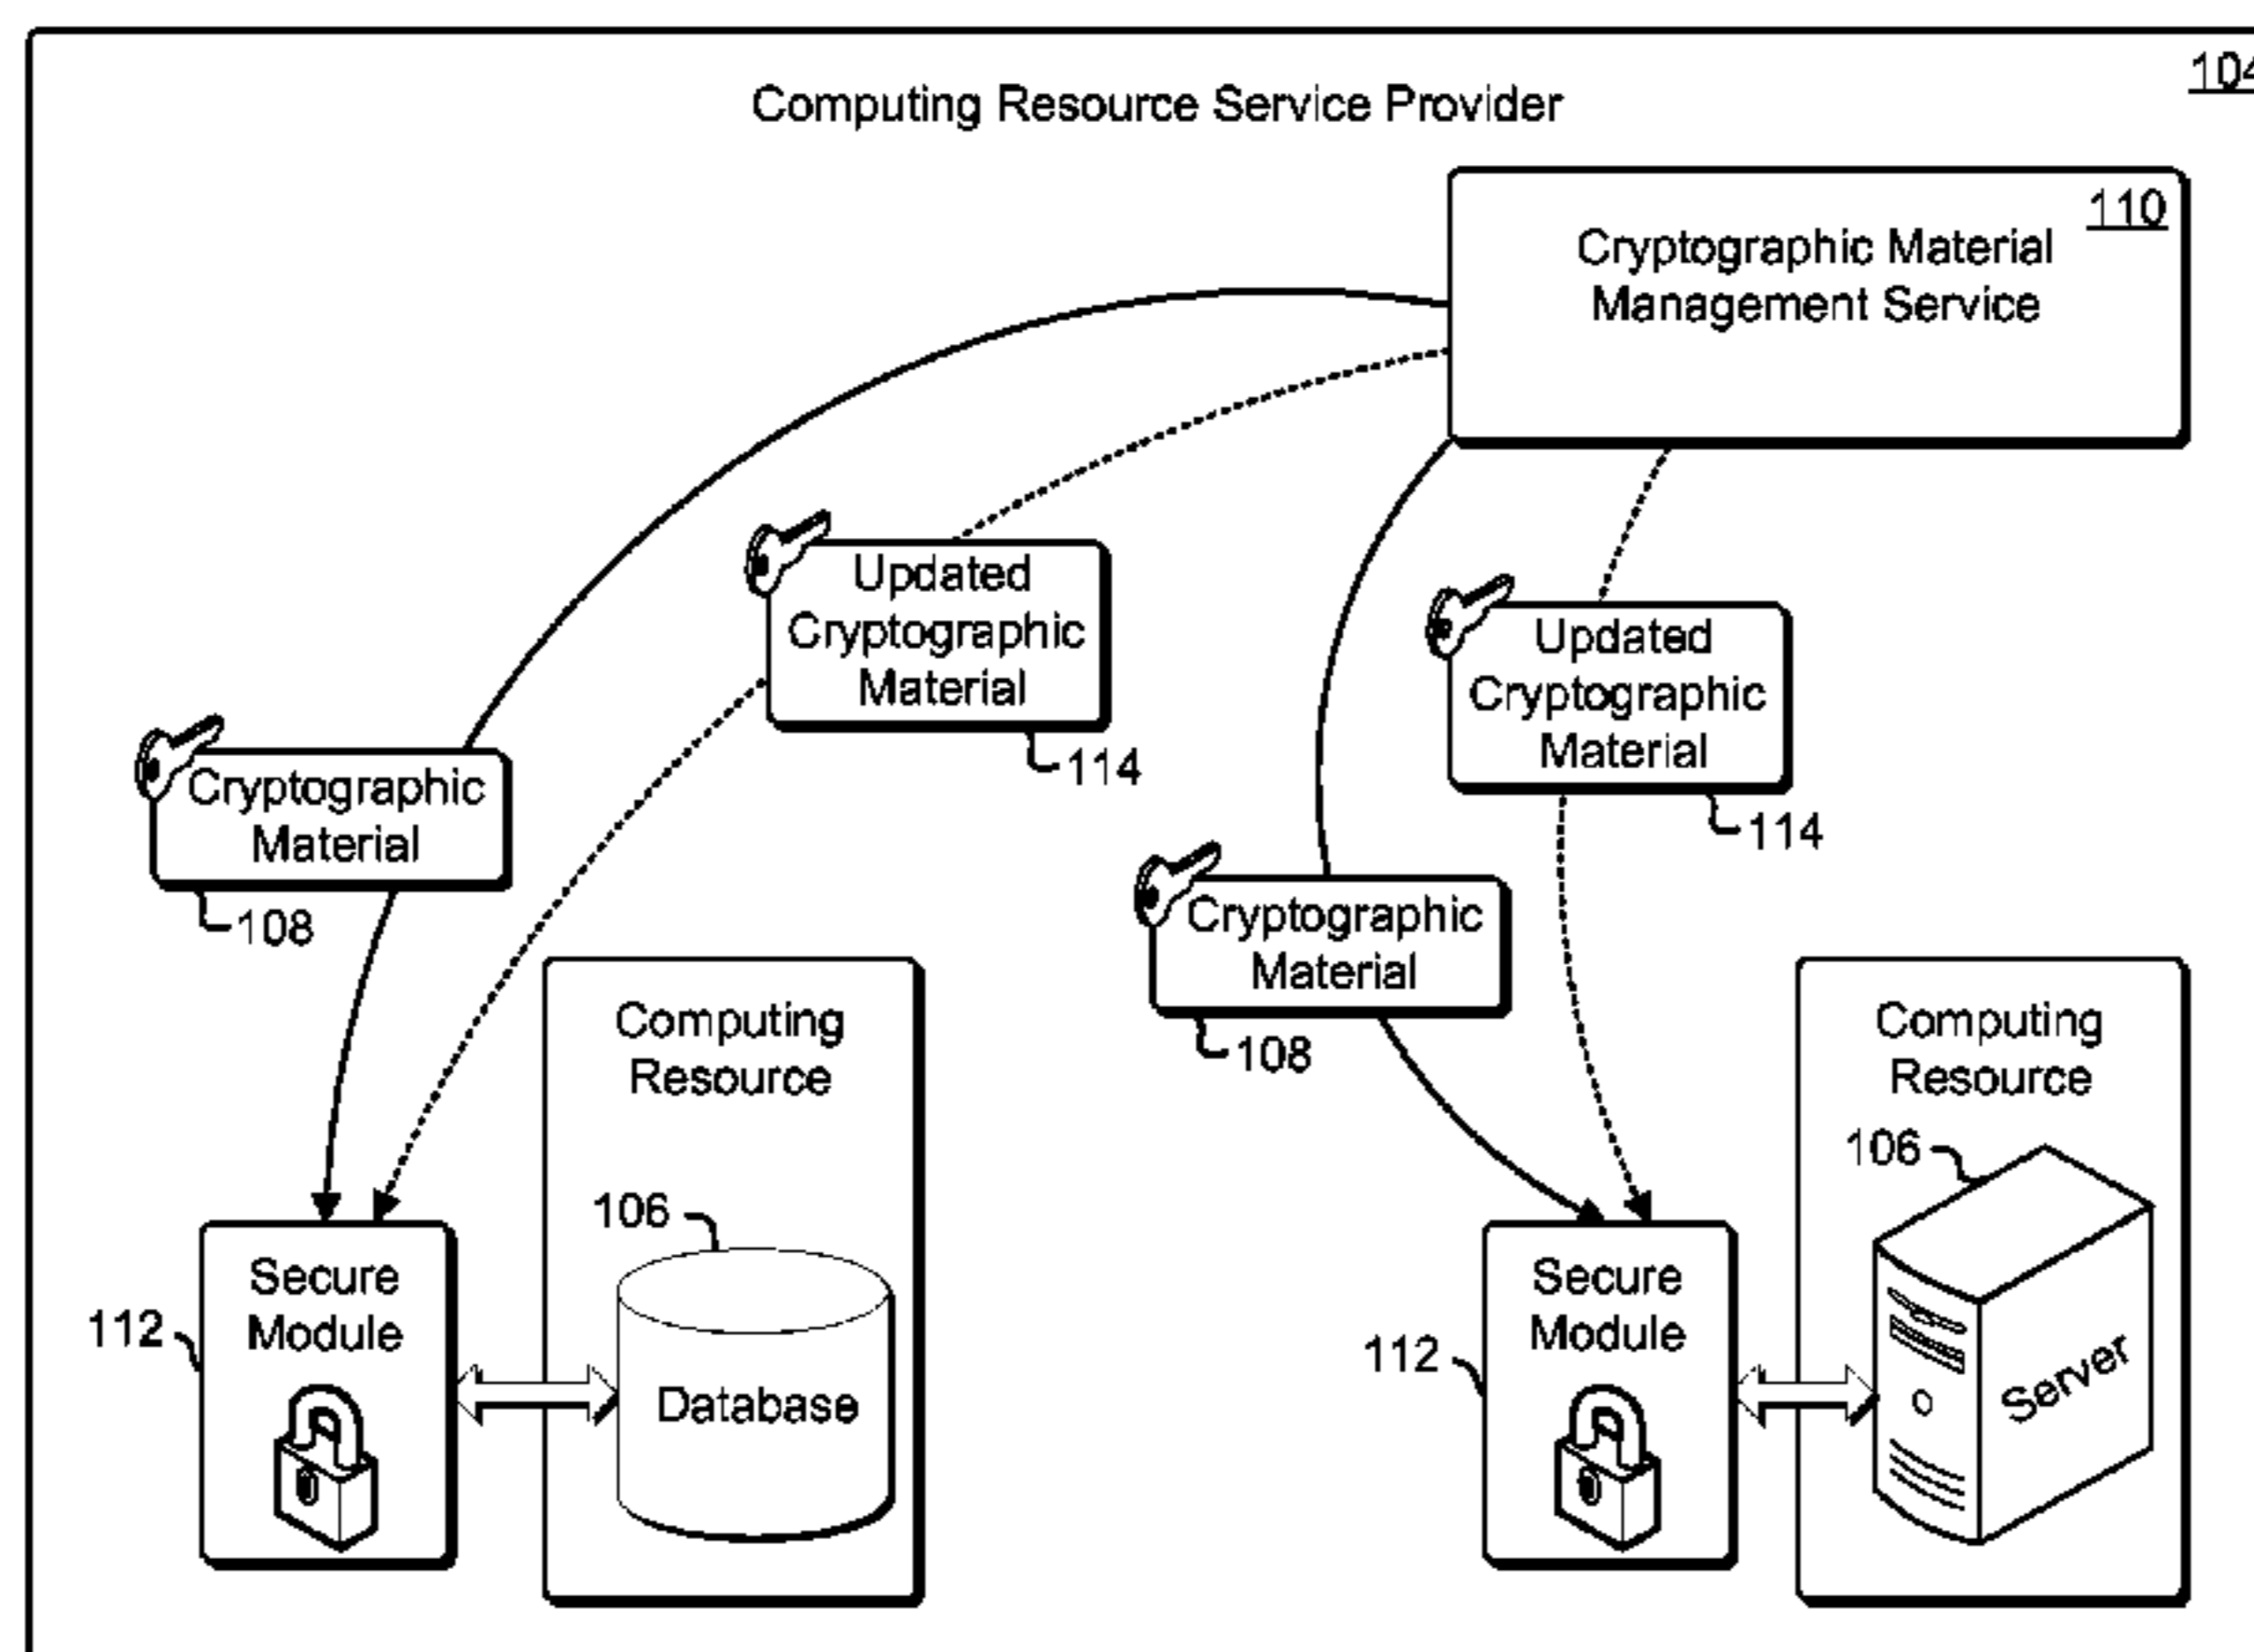 104
Computing Resource Service Provider
110
Cryptographic Material
Management Service
Updated
Cryptographic
Material
114
Updated
Cryptographic
Material
114
Cryptographic
Material
108
Cryptographic
Material
108
Computing
Resource
106
Database
Secure
Module
112
Computing
Resource
106
Server
Secure
Module
112